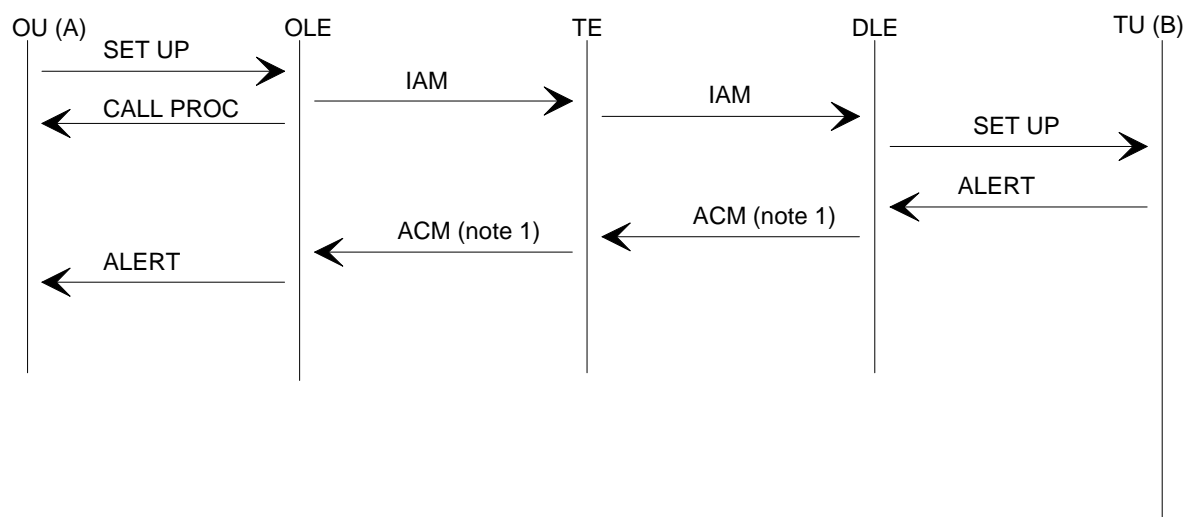 OU (A)
OLE
TE
DLE
TU (B)
SET UP
IAM
IAM
CALL PROC
SET UP
ALERT
ACM (note 1)
ACM (note 1)
ALERT